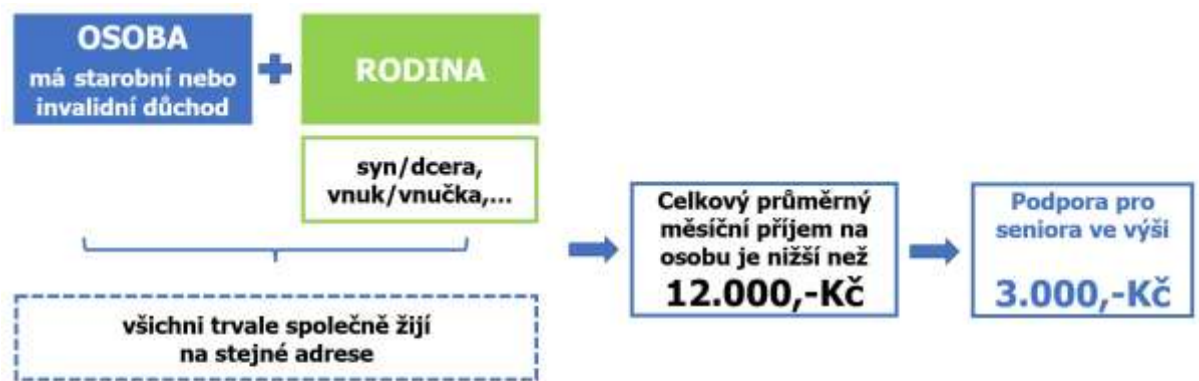 OSOBA
má starobní nebo
invalidní důchod
RODINA
syn/dcera,
vnuk/vnučka,...
všichni trvale společně žijí
na stejné adrese
Celkový průměrný
měsíční příjem na
osobu je nižší než
12.000,-Kč
Podpora pro
seniora ve výši
3.000,-Kč